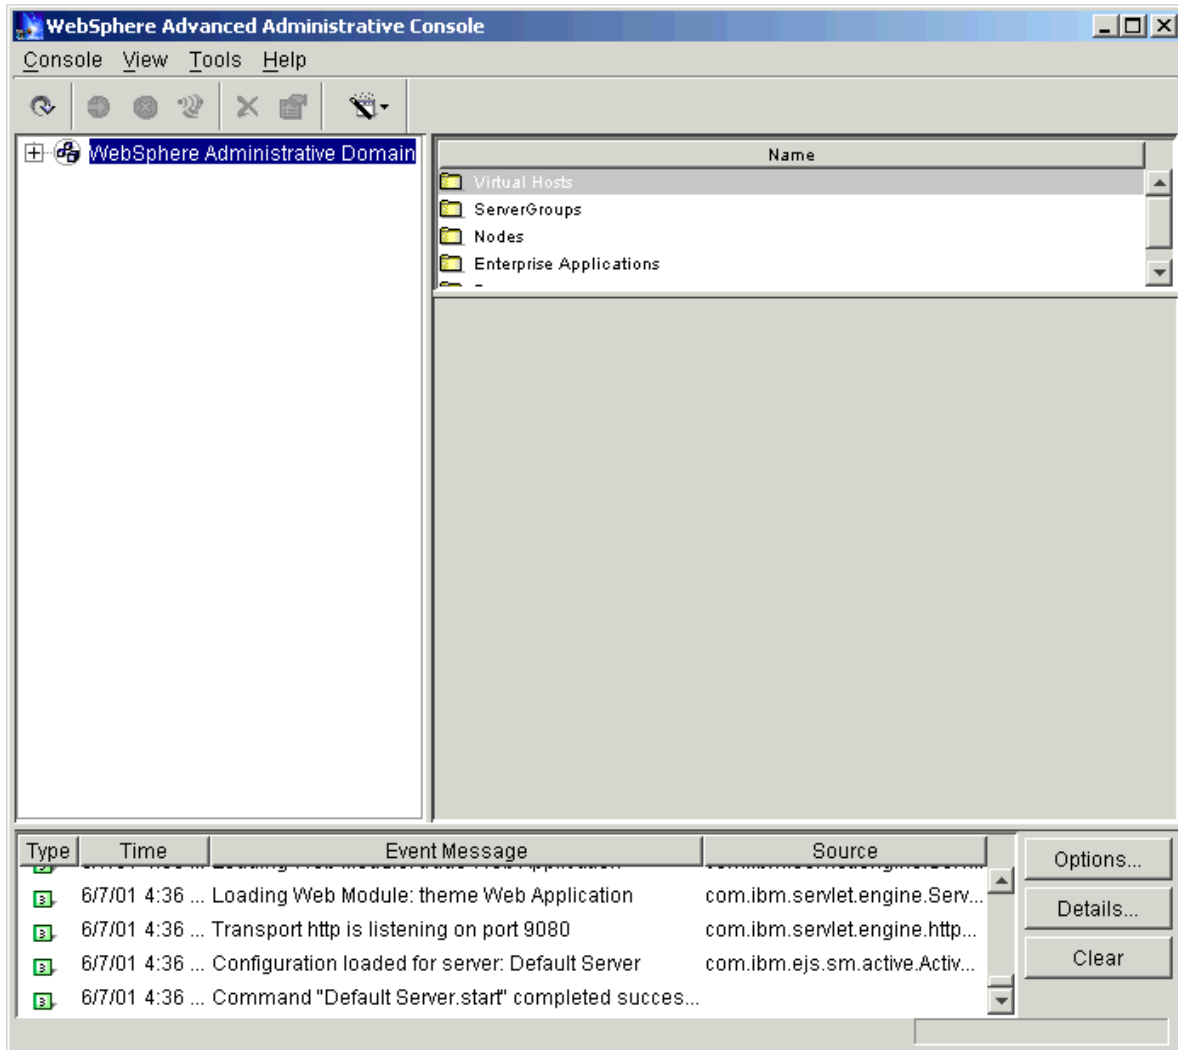 WebSphere Advanced Administrative Console
Console View Tools Help
WebSphere Administrative Domain
Name
Virtual Hosts
ServerGroups
Nodes
Enterprise Applications
Type Time Event Message Source
6/7/01 4:36 ... Loading Web Module: theme Web Application com.ibm.servlet.engine.Serv...
6/7/01 4:36 ... Transport http is listening on port 9080 com.ibm.servlet.engine.http...
6/7/01 4:36 ... Configuration loaded for server: Default Server com.ibm.ejs.sm.active.Activ...
6/7/01 4:36 ... Command "Default Server.start" completed succes...
Options...
Details...
Clear